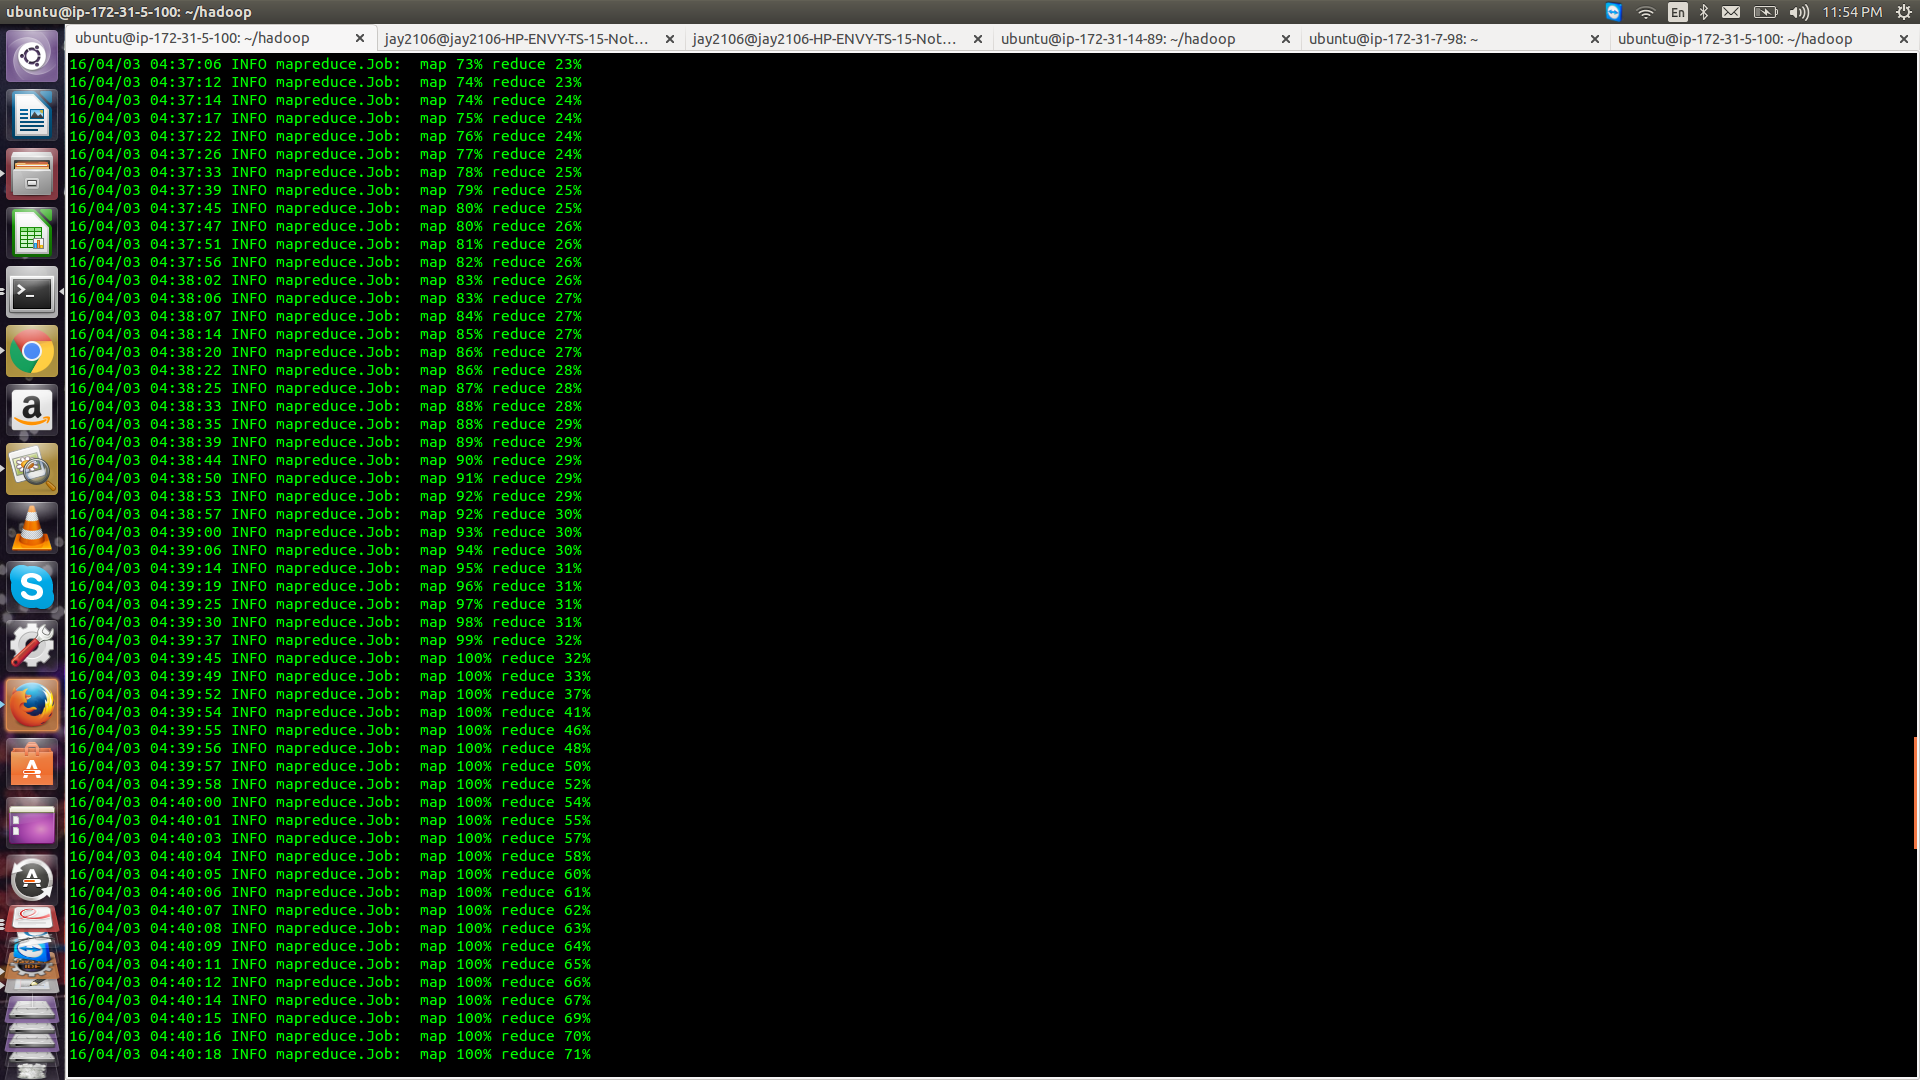 ubuntu@ip-172-31-5-100: ~/hadoop
En
11:54 PM
ubuntu@ip-172-31-5-100: ~/hadoop
jay2106@jay2106-HP-ENVY-TS-15-Not...
jay2106@jay2106-HP-ENVY-TS-15-Not...
ubuntu@ip-172-31-14-89: ~/hadoop
ubuntu@ip-172-31-7-98: ~
ubuntu@ip-172-31-5-100: ~/hadoop
16/04/03 04:37:06 INFO mapreduce.Job:  map 73% reduce 23%
16/04/03 04:37:12 INFO mapreduce.Job:  map 74% reduce 23%
16/04/03 04:37:14 INFO mapreduce.Job:  map 74% reduce 24%
16/04/03 04:37:17 INFO mapreduce.Job:  map 75% reduce 24%
16/04/03 04:37:22 INFO mapreduce.Job:  map 76% reduce 24%
16/04/03 04:37:26 INFO mapreduce.Job:  map 77% reduce 24%
16/04/03 04:37:33 INFO mapreduce.Job:  map 78% reduce 25%
16/04/03 04:37:39 INFO mapreduce.Job:  map 79% reduce 25%
16/04/03 04:37:45 INFO mapreduce.Job:  map 80% reduce 25%
16/04/03 04:37:47 INFO mapreduce.Job:  map 80% reduce 26%
16/04/03 04:37:51 INFO mapreduce.Job:  map 81% reduce 26%
16/04/03 04:37:56 INFO mapreduce.Job:  map 82% reduce 26%
16/04/03 04:38:02 INFO mapreduce.Job:  map 83% reduce 26%
16/04/03 04:38:06 INFO mapreduce.Job:  map 83% reduce 27%
16/04/03 04:38:07 INFO mapreduce.Job:  map 84% reduce 27%
16/04/03 04:38:14 INFO mapreduce.Job:  map 85% reduce 27%
16/04/03 04:38:20 INFO mapreduce.Job:  map 86% reduce 27%
16/04/03 04:38:22 INFO mapreduce.Job:  map 86% reduce 28%
16/04/03 04:38:25 INFO mapreduce.Job:  map 87% reduce 28%
16/04/03 04:38:33 INFO mapreduce.Job:  map 88% reduce 28%
16/04/03 04:38:35 INFO mapreduce.Job:  map 88% reduce 29%
16/04/03 04:38:39 INFO mapreduce.Job:  map 89% reduce 29%
16/04/03 04:38:44 INFO mapreduce.Job:  map 90% reduce 29%
16/04/03 04:38:50 INFO mapreduce.Job:  map 91% reduce 29%
16/04/03 04:38:53 INFO mapreduce.Job:  map 92% reduce 29%
16/04/03 04:38:57 INFO mapreduce.Job:  map 92% reduce 30%
16/04/03 04:39:00 INFO mapreduce.Job:  map 93% reduce 30%
16/04/03 04:39:06 INFO mapreduce.Job:  map 94% reduce 30%
16/04/03 04:39:14 INFO mapreduce.Job:  map 95% reduce 31%
16/04/03 04:39:19 INFO mapreduce.Job:  map 96% reduce 31%
16/04/03 04:39:25 INFO mapreduce.Job:  map 97% reduce 31%
16/04/03 04:39:30 INFO mapreduce.Job:  map 98% reduce 31%
16/04/03 04:39:37 INFO mapreduce.Job:  map 99% reduce 32%
16/04/03 04:39:45 INFO mapreduce.Job:  map 100% reduce 32%
16/04/03 04:39:49 INFO mapreduce.Job:  map 100% reduce 33%
16/04/03 04:39:52 INFO mapreduce.Job:  map 100% reduce 37%
16/04/03 04:39:54 INFO mapreduce.Job:  map 100% reduce 41%
16/04/03 04:39:55 INFO mapreduce.Job:  map 100% reduce 46%
16/04/03 04:39:56 INFO mapreduce.Job:  map 100% reduce 48%
16/04/03 04:39:57 INFO mapreduce.Job:  map 100% reduce 50%
16/04/03 04:39:58 INFO mapreduce.Job:  map 100% reduce 52%
16/04/03 04:40:00 INFO mapreduce.Job:  map 100% reduce 54%
16/04/03 04:40:01 INFO mapreduce.Job:  map 100% reduce 55%
16/04/03 04:40:03 INFO mapreduce.Job:  map 100% reduce 57%
16/04/03 04:40:04 INFO mapreduce.Job:  map 100% reduce 58%
16/04/03 04:40:05 INFO mapreduce.Job:  map 100% reduce 60%
16/04/03 04:40:06 INFO mapreduce.Job:  map 100% reduce 61%
16/04/03 04:40:07 INFO mapreduce.Job:  map 100% reduce 62%
16/04/03 04:40:08 INFO mapreduce.Job:  map 100% reduce 63%
16/04/03 04:40:09 INFO mapreduce.Job:  map 100% reduce 64%
16/04/03 04:40:11 INFO mapreduce.Job:  map 100% reduce 65%
16/04/03 04:40:12 INFO mapreduce.Job:  map 100% reduce 66%
16/04/03 04:40:14 INFO mapreduce.Job:  map 100% reduce 67%
16/04/03 04:40:15 INFO mapreduce.Job:  map 100% reduce 69%
16/04/03 04:40:16 INFO mapreduce.Job:  map 100% reduce 70%
16/04/03 04:40:18 INFO mapreduce.Job:  map 100% reduce 71%